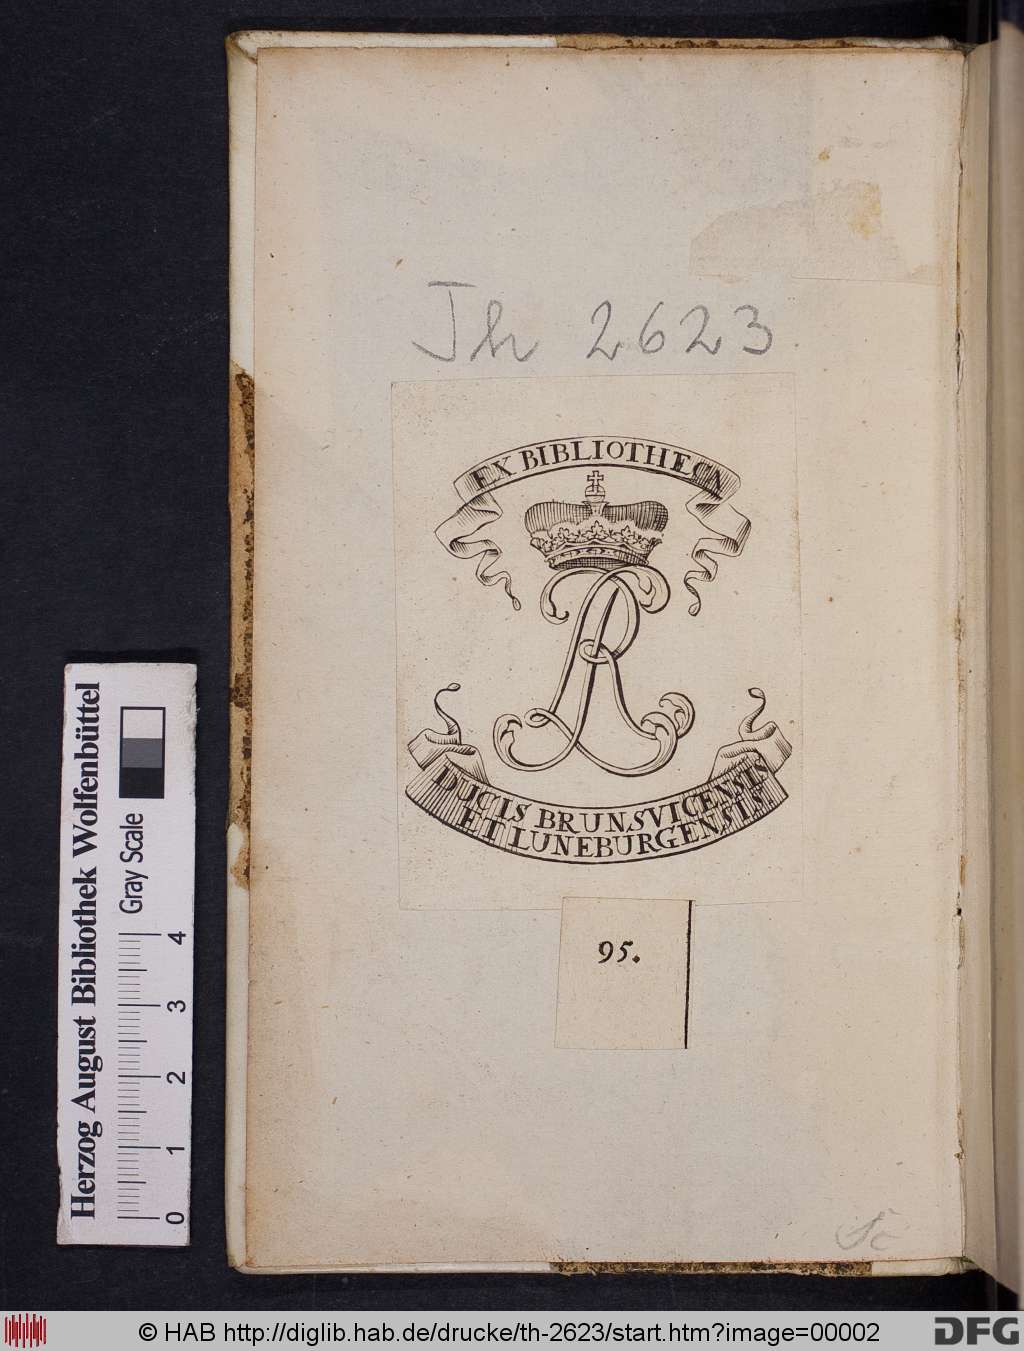 Th 2623.
EX BIBLIOTHECA
DUCIS BRUNSVICENSIS
ET LUNEBURGENSIS
95.
Herzog August Bibliothek Wolfenbüttel
Gray Scale
0 1 2 3 4
© HAB http://diglib.hab.de/drucke/th-2623/start.htm?image=00002
DFG